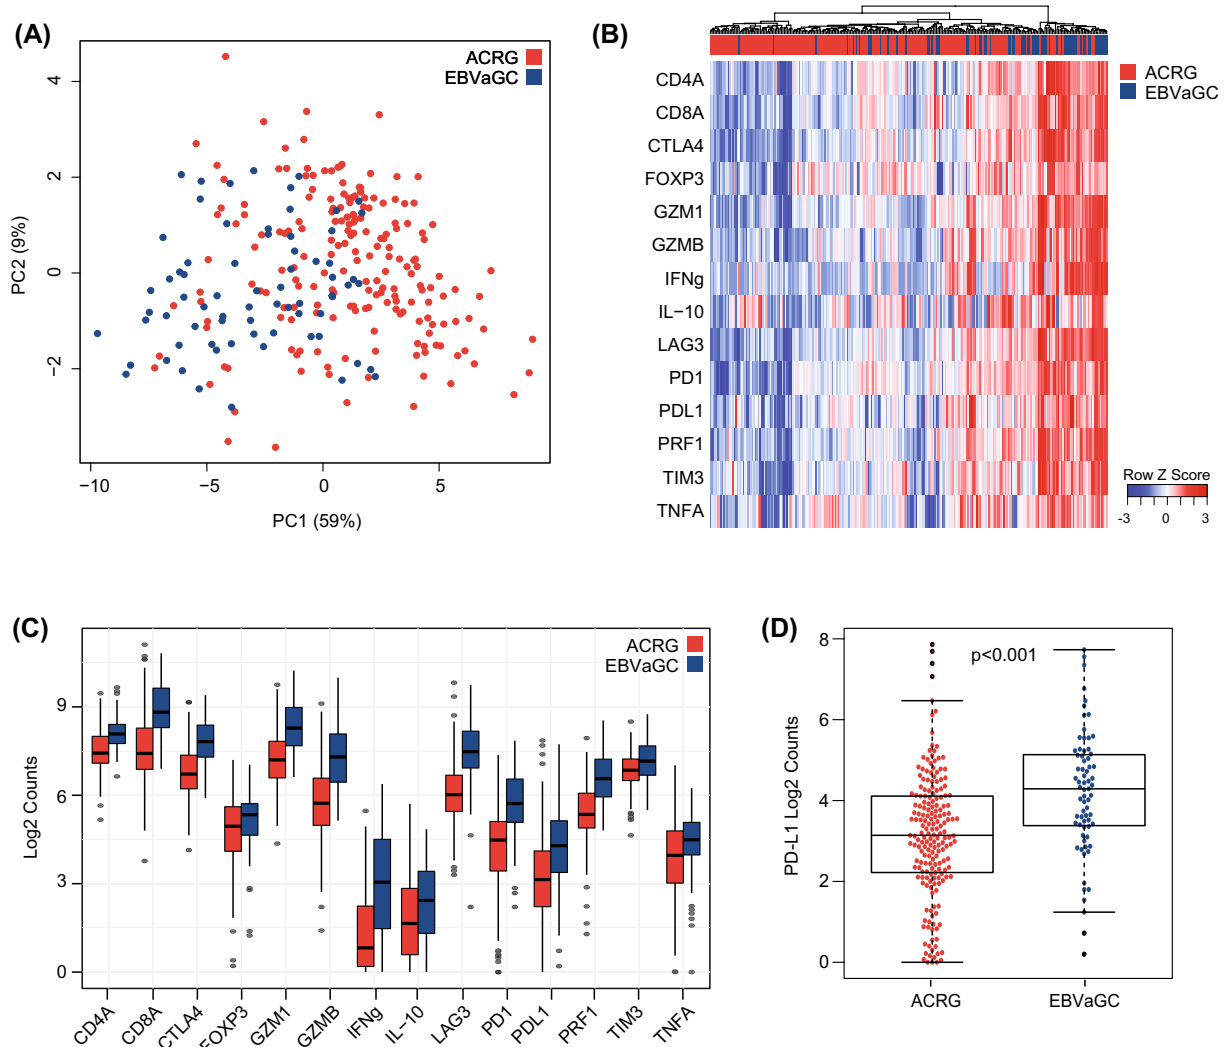 (A)
ACRG
EBVaGC
4
2
0
−2
PC2 (9%)
−10
−5
0
5
PC1 (59%)
(B)
ACRG
EBVaGC
CD4A
CD8A
CTLA4
FOXP3
GZM1
GZMB
IFNg
IL−10
LAG3
PD1
PDL1
PRF1
TIM3
TNFA
Row Z Score
-3 0 3
(C)
ACRG
EBVaGC
9
6
3
0
Log2 Counts
CD4A
CD8A
CTLA4
FOXP3
GZM1
GZMB
IFNg
IL−10
LAG3
PD1
PDL1
PRF1
TIM3
TNFA
(D)
p<0.001
8
6
4
2
0
PD-L1 Log2 Counts
ACRG
EBVaGC